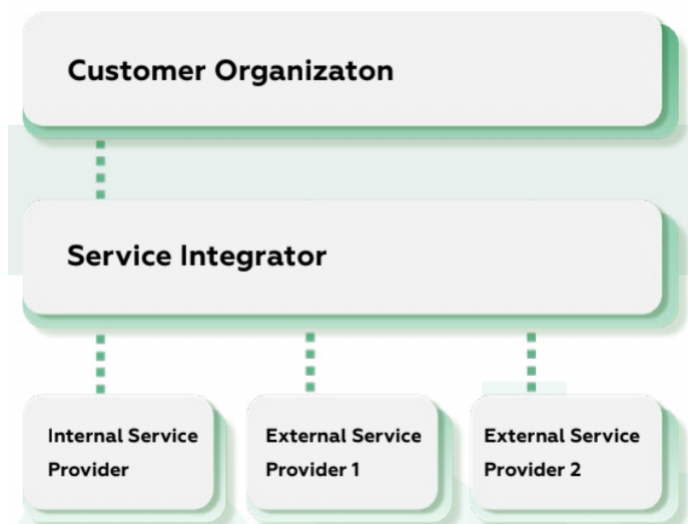 Customer Organizaton
Service Integrator
Internal Service
Provider
External Service
Provider 1
External Service
Provider 2